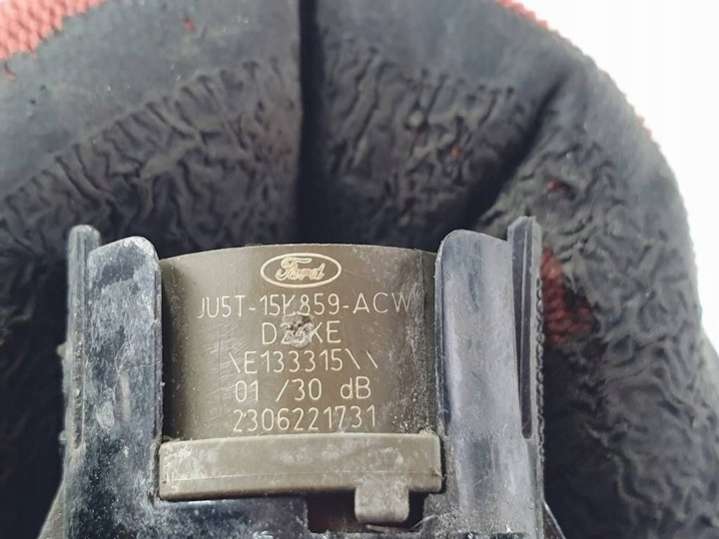 Ford
JU5T-15K859-ACW
\E133315\\
01 /30 dB
2306221731